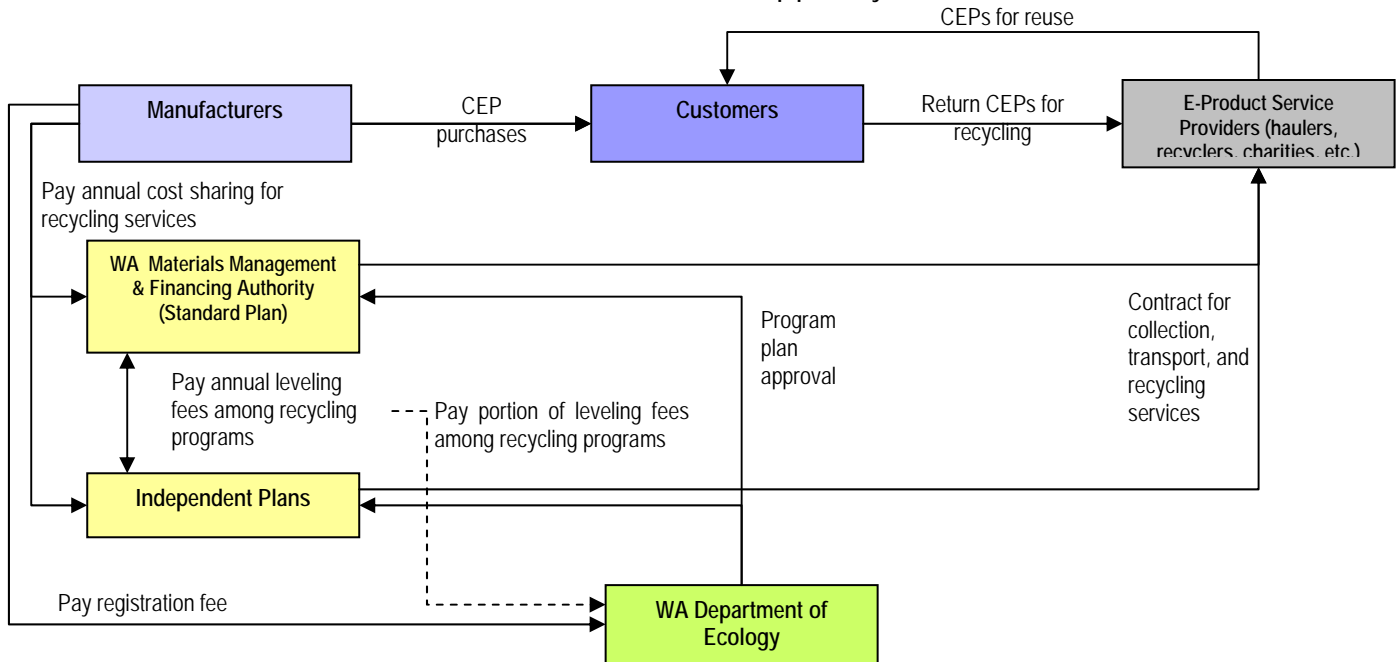 CEPs for reuse
Manufacturers
CEP
purchases
Customers
Return CEPs for
recycling
E-Product Service
Providers (haulers,
recyclers, charities, etc.)
Pay annual cost sharing for
recycling services
WA Materials Management
& Financing Authority
(Standard Plan)
Program
plan
approval
Contract for
collection,
transport, and
recycling
services
Pay annual leveling
fees among recycling
programs
Pay portion of leveling fees
among recycling programs
Independent Plans
Pay registration fee
WA Department of
Ecology